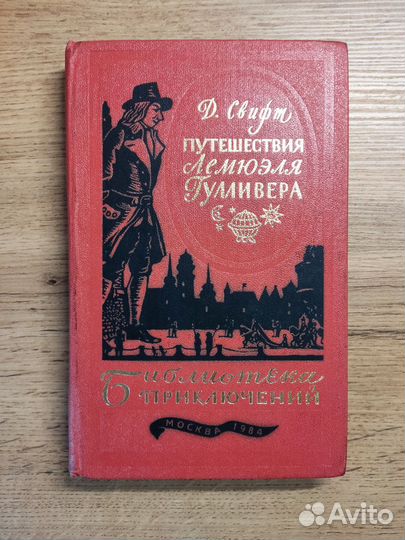 Д. Свифт
ПУТЕШЕСТВИЯ
Лемюэля
Гулливера
Библиотека
ПРИКЛЮЧЕНИЙ
МОСКВА 1984
Avito